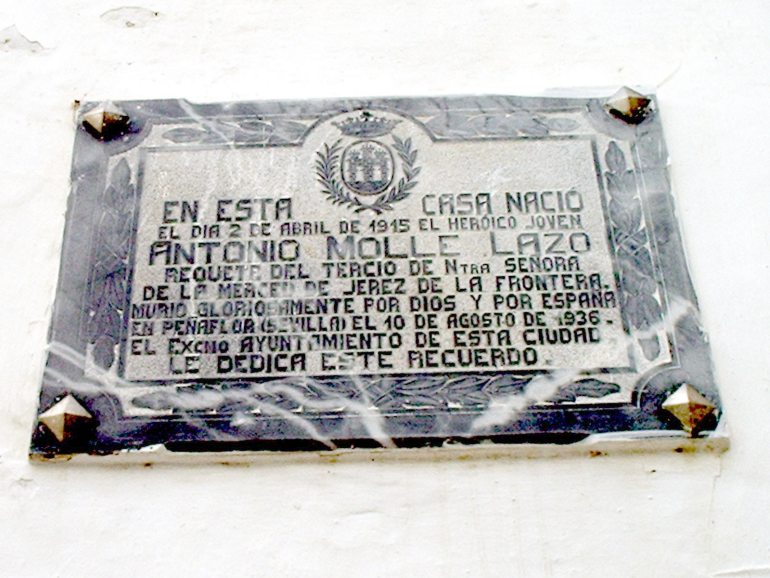 EN ESTA CASA NACIÓ
EL DIA 2 DE ABRIL DE 1915 EL HERÓICO JOVEN
ANTONIO MOLLE LAZO
REQUETE DEL TERCIO DE NTRA SEÑORA
DE LA MERCED DE JEREZ DE LA FRONTERA.
MURIO GLORIOSAMENTE POR DIOS Y POR ESPAÑA
EN PEÑAFLOR (SEVILLA) EL 10 DE AGOSTO DE 1936.
EL EXCMO AYUNTAMIENTO DE ESTA CIUDAD
LE DEDICA ESTE RECUERDO.